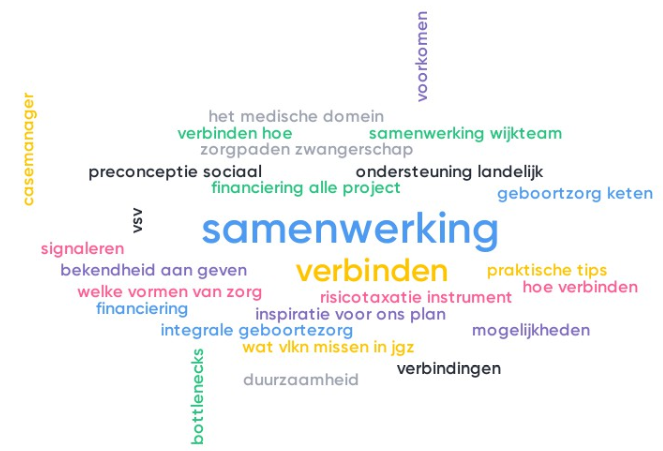 voorkomen
casemanager
het medische domein
verbinden hoe
samenwerking wijkteam
zorgpaden zwangerschap
preconceptie sociaal
ondersteuning landelijk
financiering alle project
geboortzorg keten
vsv
samenwerking
signaleren
bekendheid aan geven
verbinden
praktische tips
welke vormen van zorg
risicotaxatie instrument
hoe verbinden
financiering
inspiratie voor ons plan
integrale geboortezorg
mogelijkheden
wat vlkn missen in jgz
bottlenecks
verbindingen
duurzaamheid